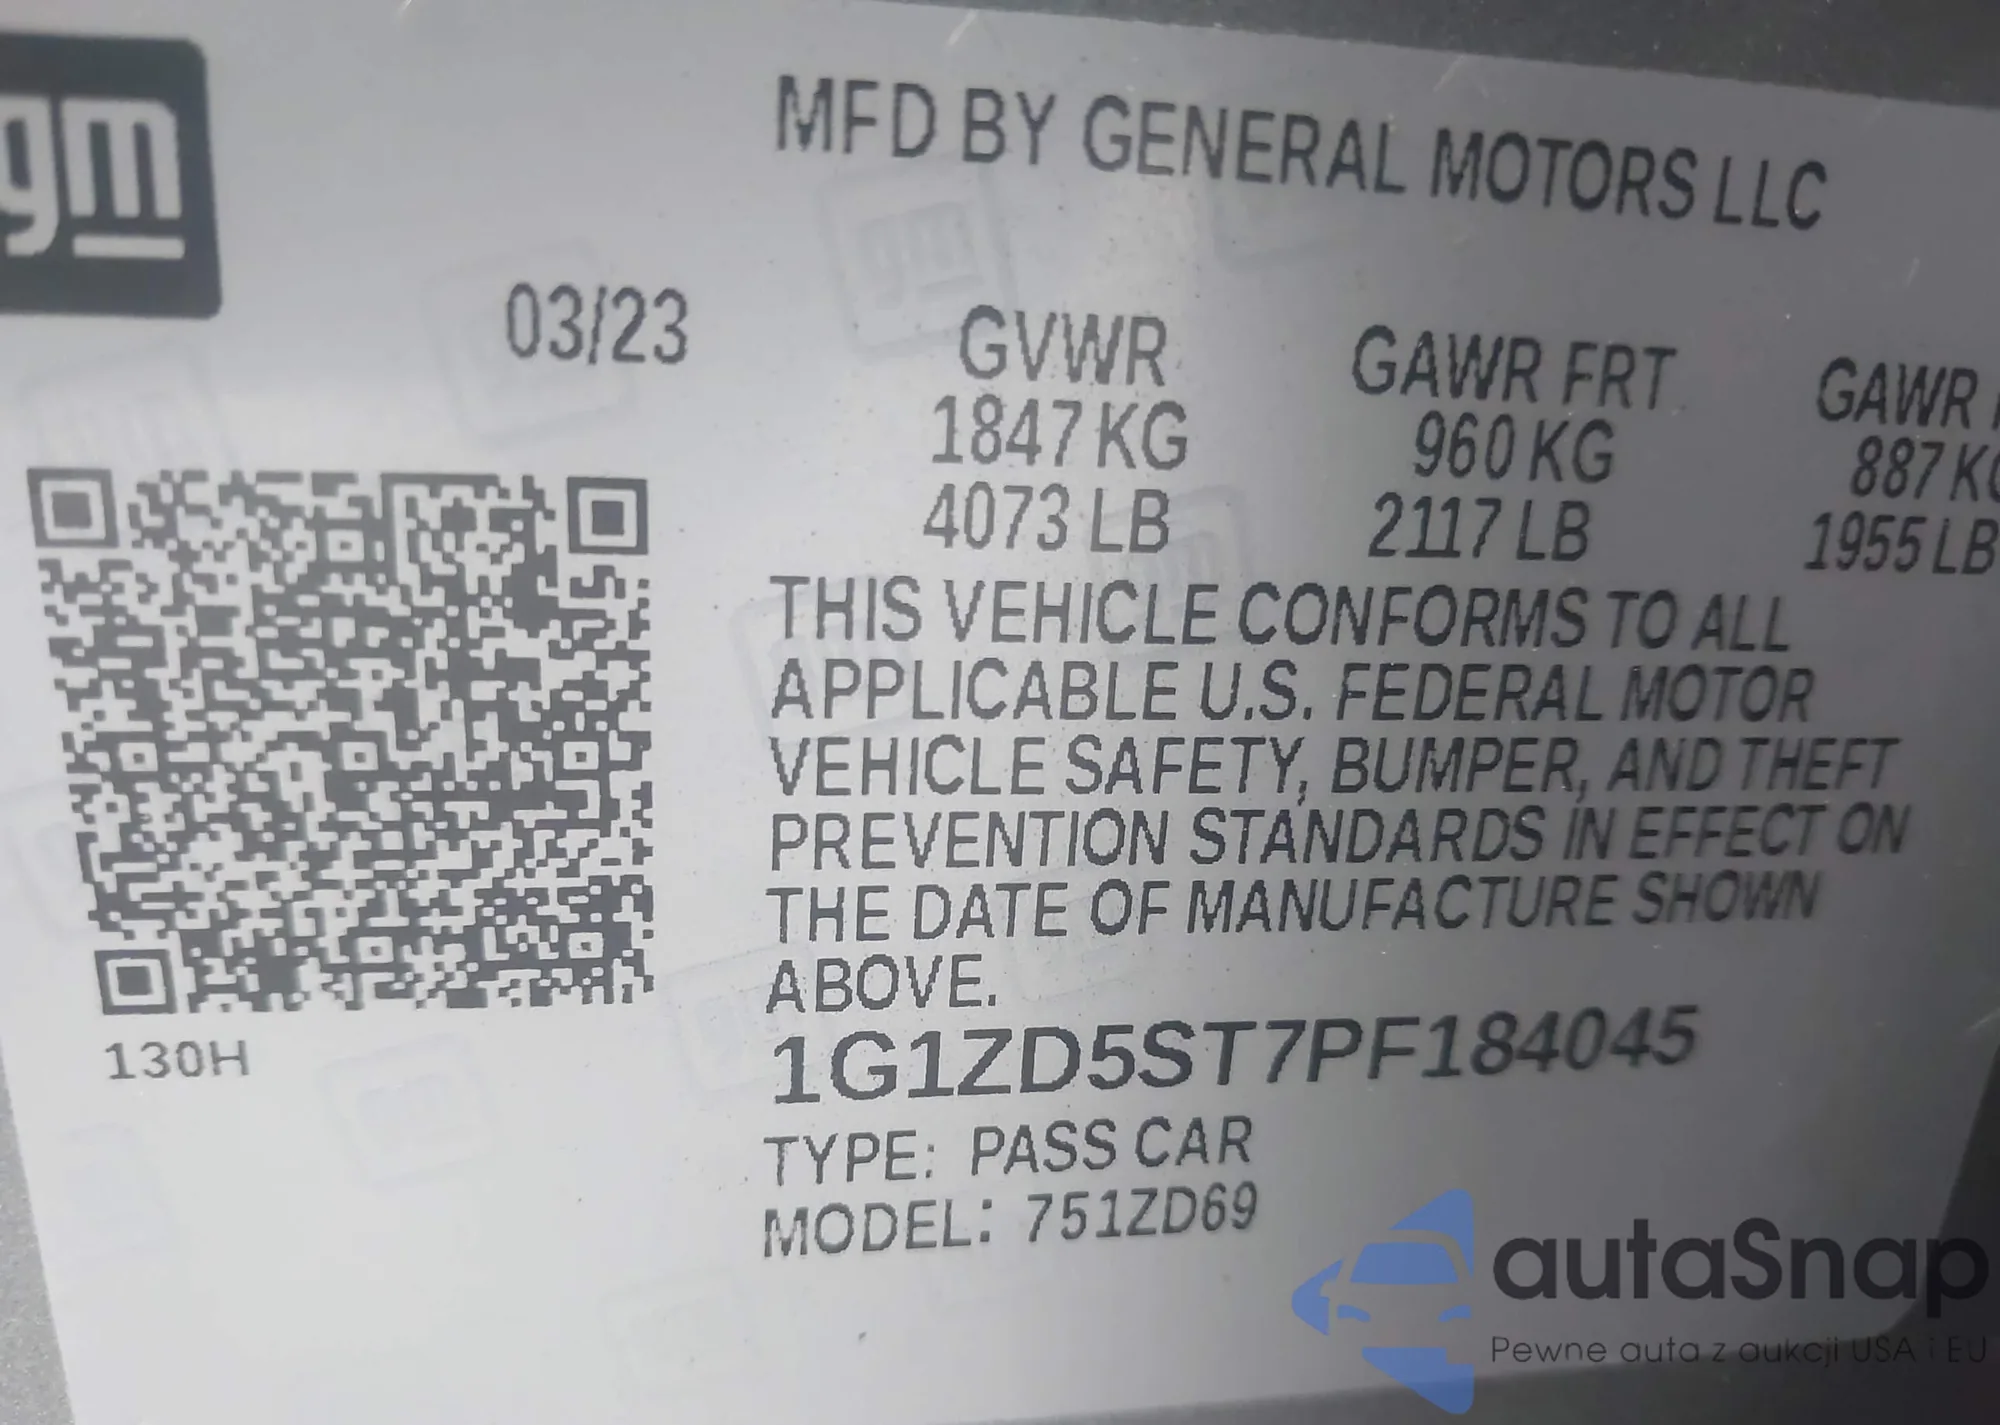 gm
MFD BY GENERAL MOTORS LLC
03/23
GVWR GAWR FRT GAWR
1847 KG 960 KG 887 KG
4073 LB 2117 LB 1955 LB
THIS VEHICLE CONFORMS TO ALL
APPLICABLE U.S. FEDERAL MOTOR
VEHICLE SAFETY, BUMPER, AND THEFT
PREVENTION STANDARDS IN EFFECT ON
THE DATE OF MANUFACTURE SHOWN
ABOVE.
130H
1G1ZD5ST7PF184045
TYPE: PASS CAR
MODEL: 751ZD69
autaSnap
Pewne auta z aukcji USA i EU